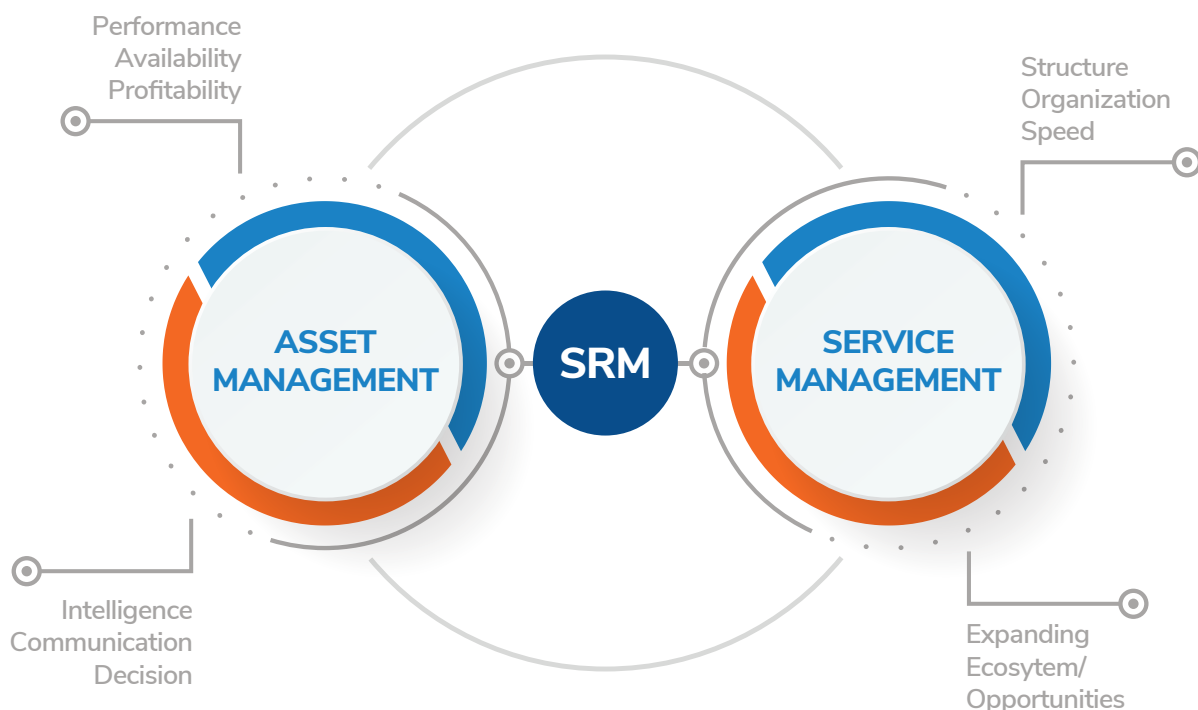 Performance
Availability
Profitability
Structure
Organization
Speed
ASSET
MANAGEMENT
SRM
SERVICE
MANAGEMENT
Intelligence
Communication
Decision
Expanding
Ecosytem/
Opportunities